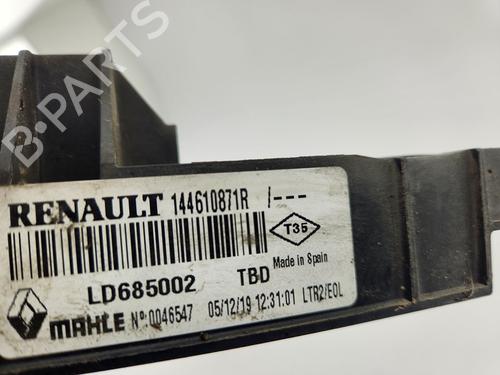 B-PARTS
RENAULT 144610871R /---
T35
LD685002 TBD Made in Spain
MAHLE Nº:0046547 05/12/19 12:31:01 LTR2/EOL